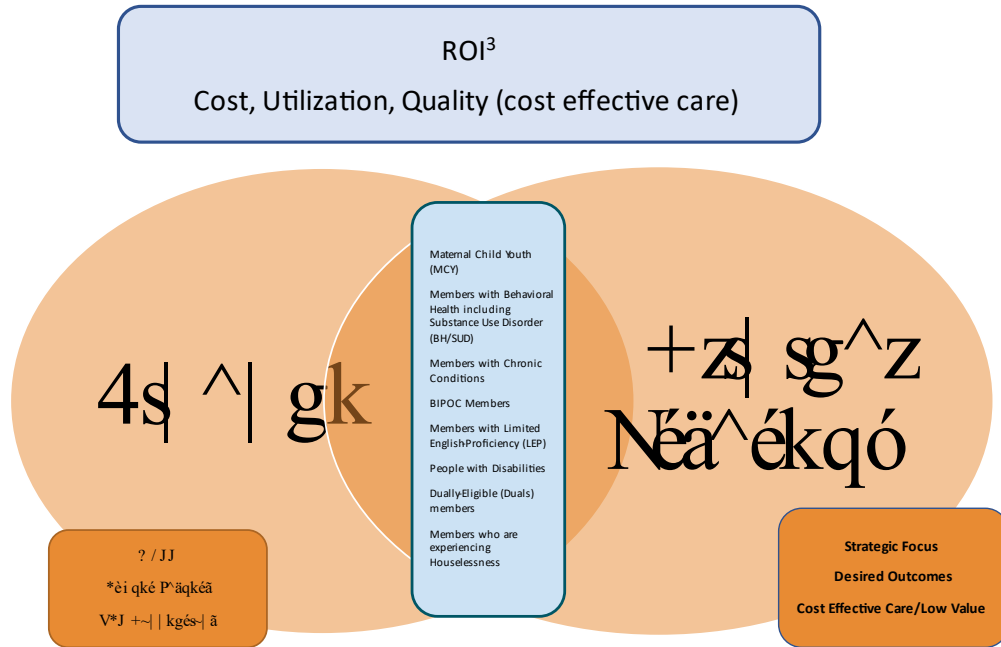 ROI³
Cost, Utilization, Quality (cost effective care)
Maternal Child Youth
(MCY)
Members with Behavioral
Health including
Substance Use Disorder
(BH/SUD)
Members with Chronic
Conditions
BIPOC Members
Members with Limited
English-Proficiency (LEP)
People with Disabilities
Dually-Eligible (Duals)
members
Members who are
experiencing
Houselessness
Strategic Focus
Desired Outcomes
Cost Effective Care/Low Value